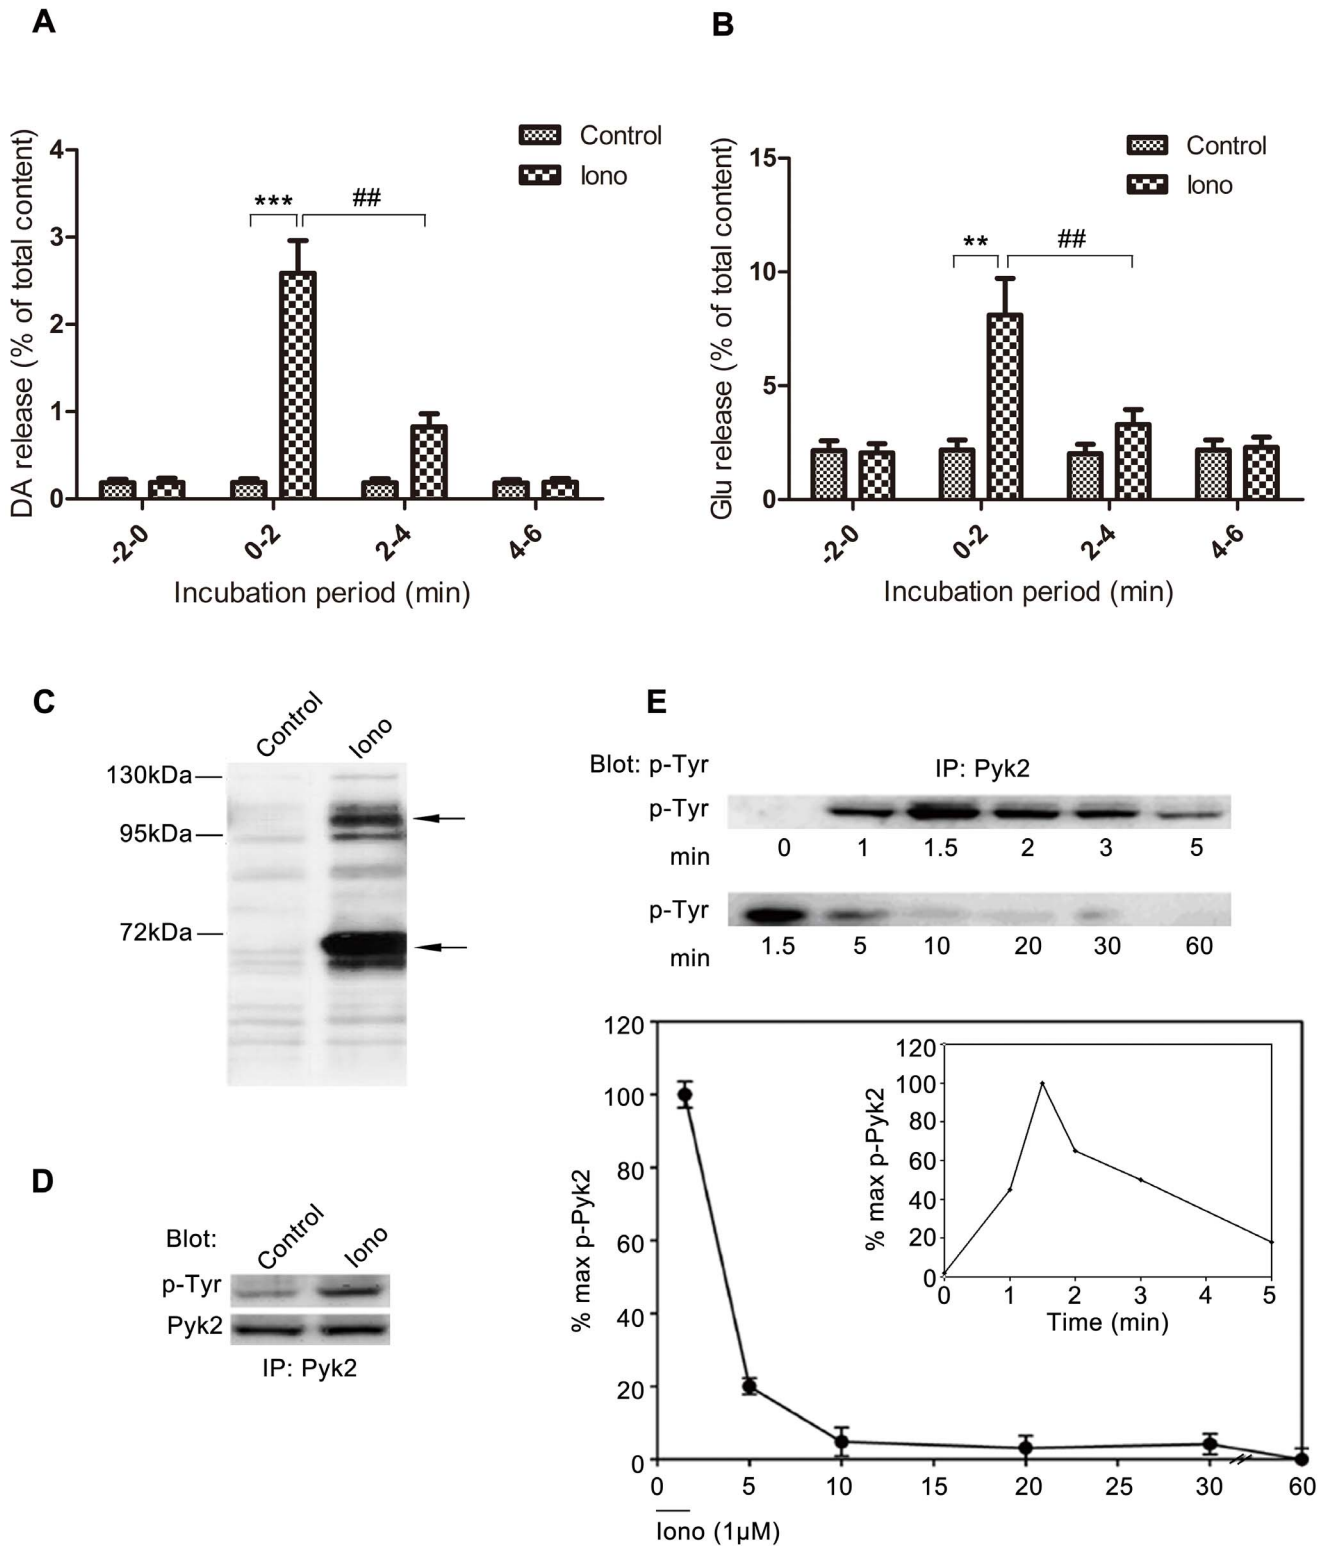 A
DA release (% of total content)
4
3
2
1
0
Control
Iono
***
##
-2-0
0-2
2-4
4-6
Incubation period (min)
B
Glu release (% of total content)
15
10
5
0
Control
Iono
**
##
-2-0
0-2
2-4
4-6
Incubation period (min)
C
Control
Iono
130kDa
95kDa
72kDa
D
Blot:
Control
Iono
p-Tyr
Pyk2
IP: Pyk2
E
Blot: p-Tyr
IP: Pyk2
p-Tyr
min
0 1 1.5 2 3 5
p-Tyr
min
1.5 5 10 20 30 60
% max p-Pyk2
120
100
80
60
40
20
0
0 5 10 15 20 25 30 60
Iono (1μM)
% max p-Pyk2
120
100
80
60
40
20
0
0 1 2 3 4 5
Time (min)